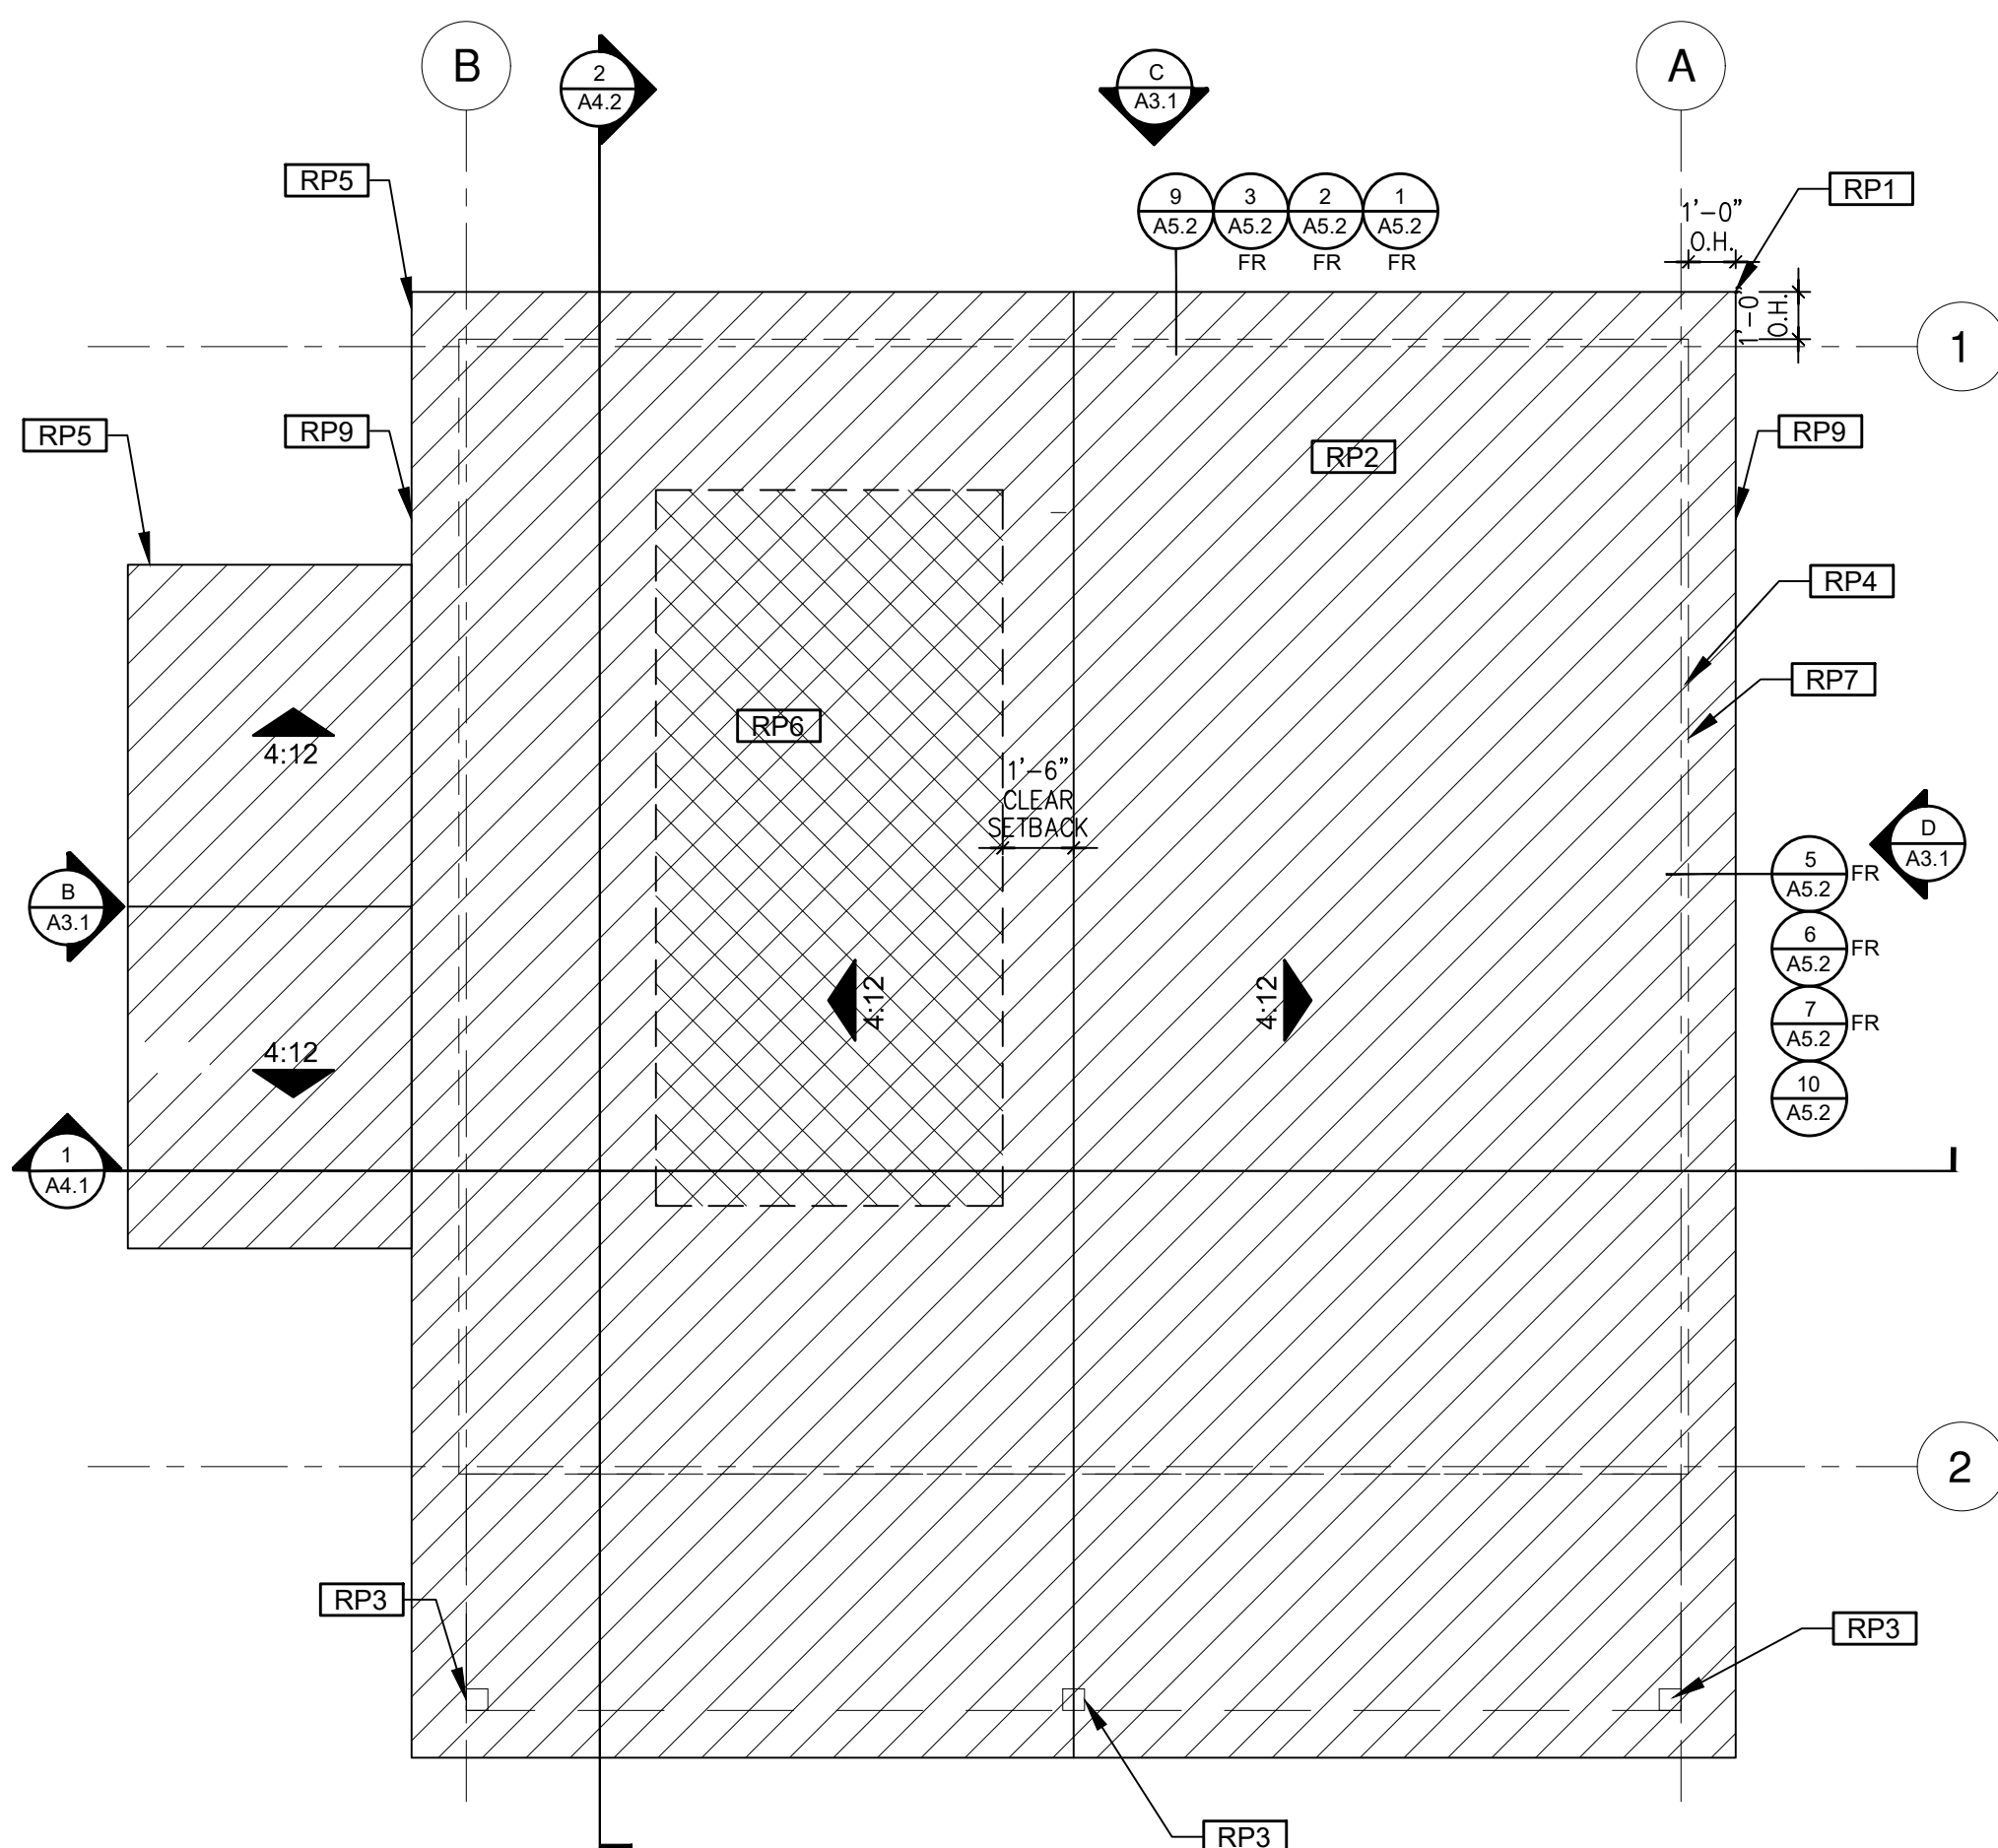 B
2
A4.2
C
A3.1
A
RP5
9
A5.2
3
A5.2
FR
2
A5.2
FR
1
A5.2
FR
1'-0"
O.H.
RP1
1'-0"
O.H.
1
RP5
RP9
RP2
RP9
RP4
RP7
RP6
4:12
1'-6"
CLEAR
SETBACK
B
A3.1
D
A3.1
5
A5.2
FR
6
A5.2
FR
7
A5.2
FR
10
A5.2
4:12
4:12
4:12
1
A4.1
2
RP3
RP3
RP3